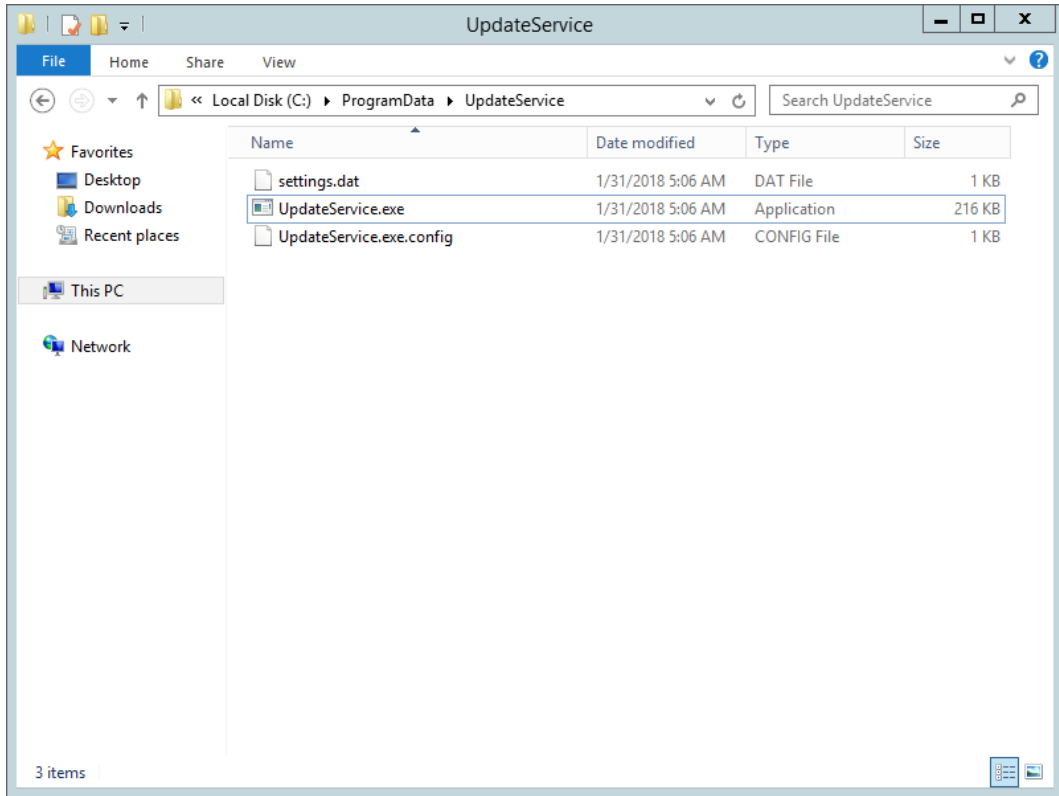 UpdateService
File Home Share View
« Local Disk (C:) ProgramData UpdateService Search UpdateService
Favorites
Desktop
Downloads
Recent places
This PC
Network
Name Date modified Type Size
settings.dat 1/31/2018 5:06 AM DAT File 1 KB
UpdateService.exe 1/31/2018 5:06 AM Application 216 KB
UpdateService.exe.config 1/31/2018 5:06 AM CONFIG File 1 KB
3 items